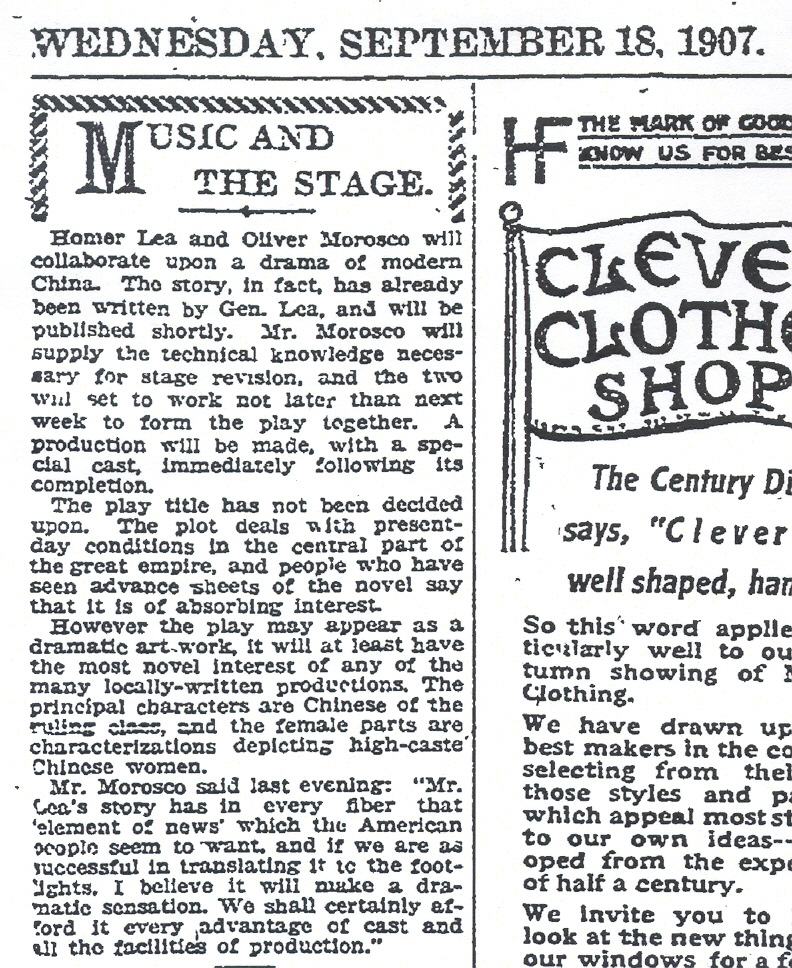 WEDNESDAY, SEPTEMBER 18, 1907.
MUSIC AND
THE STAGE.
Homer Lea and Oliver Morosco will
collaborate upon a drama of modern
China. The story, in fact, has already
been written by Gen. Lea, and will be
published shortly. Mr. Morosco will
supply the technical knowledge neces-
sary for stage revision, and the two
will set to work not later than next
week to form the play together. A
production will be made, with a spe-
cial cast, immediately following its
completion.
The play title has not been decided
upon. The plot deals with present-
day conditions in the central part of
the great empire, and people who have
seen advance sheets of the novel say
that it is of absorbing interest.
However the play may appear as a
dramatic art-work, it will at least have
the most novel interest of any of the
many locally-written productions. The
principal characters are Chinese of the
ruling class, and the female parts are
characterizations depicting high-caste
Chinese women.
Mr. Morosco said last evening: "Mr.
Lea's story has in every fiber that
'element of news' which the American
people seem to want, and if we are as
successful in translating it to the foot-
lights, I believe it will make a dra-
matic sensation. We shall certainly af-
ford it every advantage of cast and
all the facilities of production."
HF
THE MARK OF GOOD
KNOW US FOR BES
CLEVE
CLOTHE
SHOP
The Century Di
says, "Clever
well shaped, han
So this word applie
ticularly well to ou
tumn showing of
Clothing.
We have drawn up
best makers in the co
selecting from thei
those styles and pa
which appeal most st
to our own ideas--
oped from the expe
of half a century.
We invite you to
look at the new thing
our windows for a fe